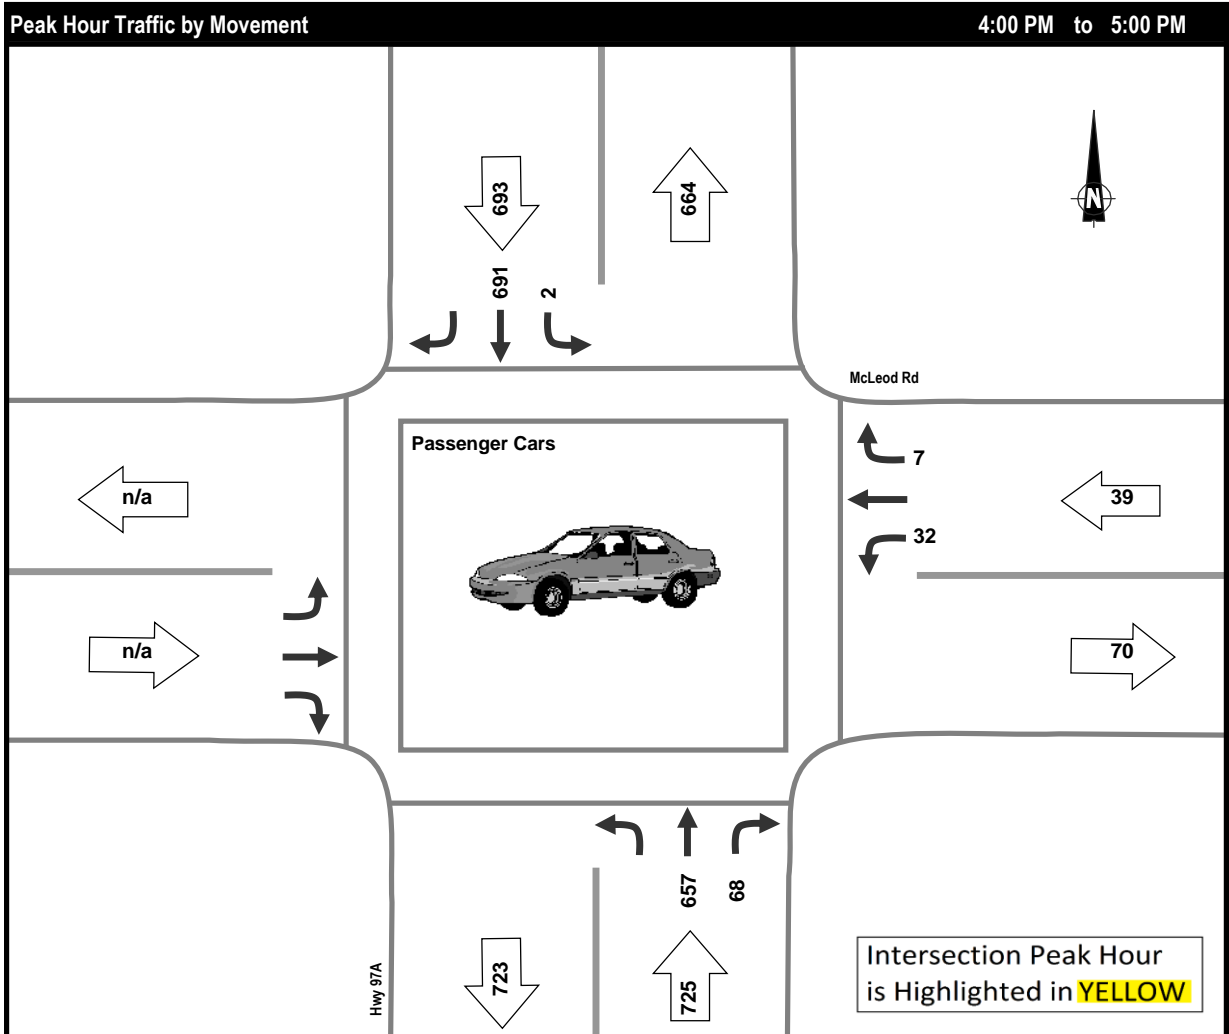 Peak Hour Traffic by Movement 4:00 PM to 5:00 PM
693
664
N
691
2
McLeod Rd
Passenger Cars
7
n/a
39
32
n/a
70
657
68
Hwy 97A
723
725
Intersection Peak Hour
is Highlighted in YELLOW